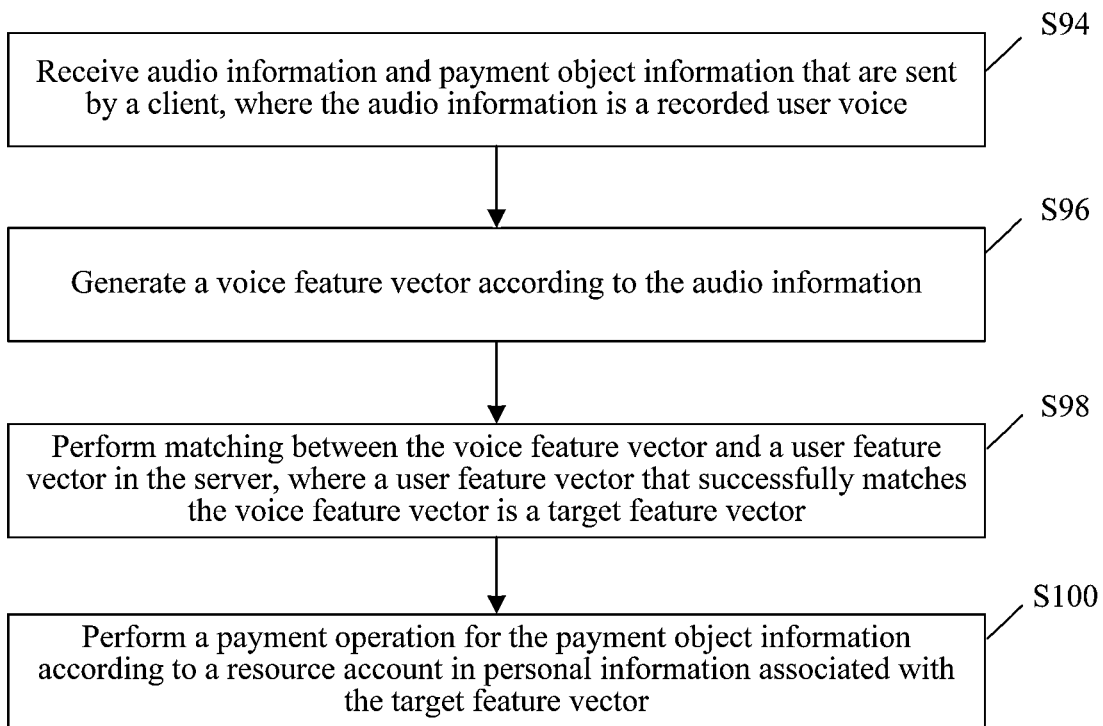 S94
Receive audio information and payment object information that are sent
by a client, where the audio information is a recorded user voice
S96
Generate a voice feature vector according to the audio information
S98
Perform matching between the voice feature vector and a user feature
vector in the server, where a user feature vector that successfully matches
the voice feature vector is a target feature vector
S100
Perform a payment operation for the payment object information
according to a resource account in personal information associated with
the target feature vector